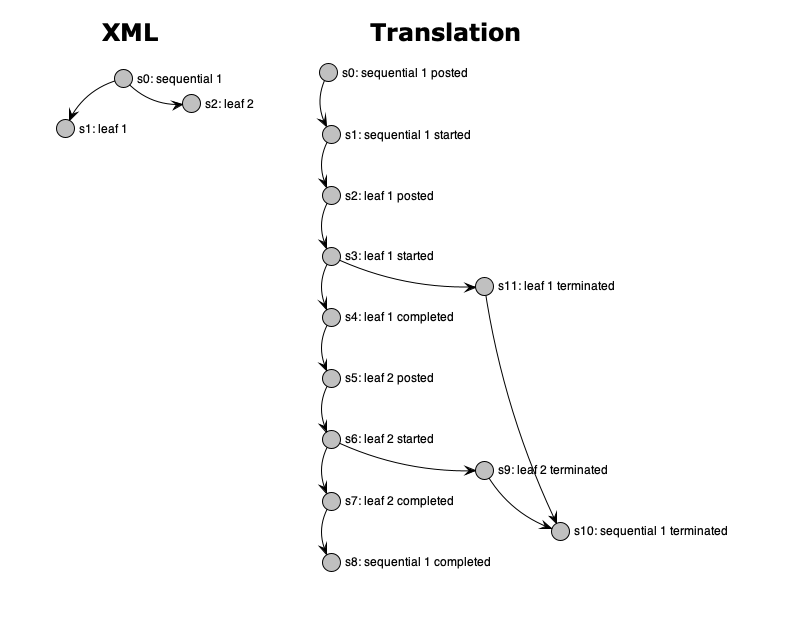 XML
s0: sequential 1
s2: leaf 2
s1: leaf 1
Translation
s0: sequential 1 posted
s1: sequential 1 started
s2: leaf 1 posted
s3: leaf 1 started
s11: leaf 1 terminated
s4: leaf 1 completed
s5: leaf 2 posted
s6: leaf 2 started
s9: leaf 2 terminated
s7: leaf 2 completed
s10: sequential 1 terminated
s8: sequential 1 completed